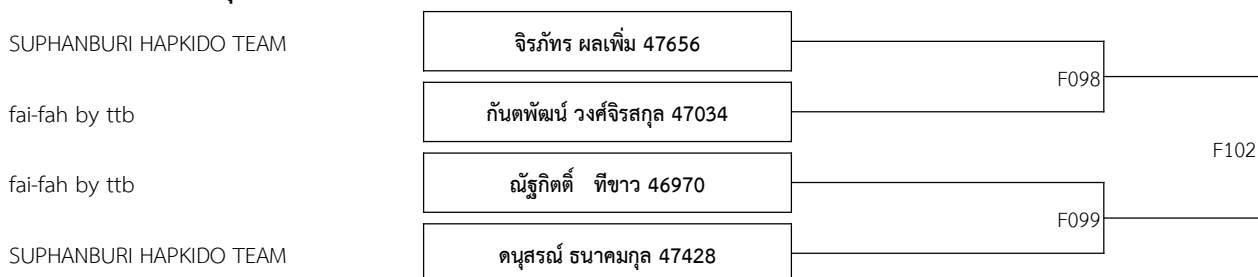 SUPHANBURI HAPKIDO TEAM
จิรภัทร ผลเพิ่ม 47656
F098
fai-fah by ttb
กันตพัฒน์ วงศ์จิรสกุล 47034
F102
fai-fah by ttb
ณัฐกิตติ์ ทีขาว 46970
F099
SUPHANBURI HAPKIDO TEAM
ดนุสรณ์ ธนาคมกุล 47428